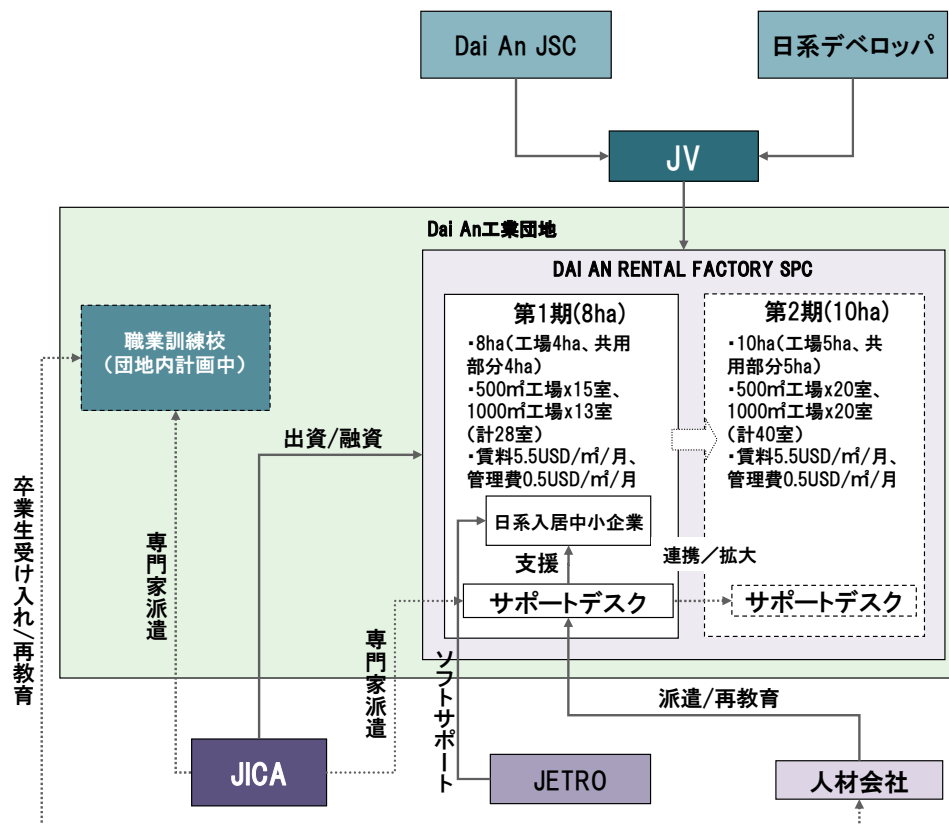 Dai An JSC
日系デベロッパ
JV
Dai An工業団地
DAI AN RENTAL FACTORY SPC
職業訓練校
（団地内計画中）
第1期(8ha)
・8ha(工場4ha、共用
部分4ha)
・500㎡工場x15室、
1000㎡工場x13室
(計28室)
・賃料5.5USD/㎡/月、
管理費0.5USD/㎡/月
第2期(10ha)
・10ha(工場5ha、共
用部分5ha)
・500㎡工場x20室、
1000㎡工場x20室
(計40室)
・賃料5.5USD/㎡/月、
管理費0.5USD/㎡/月
出資/融資
日系入居中小企業
支援
連携／拡大
サポートデスク
サポートデスク
卒業生受け入れ/再教育
専門家派遣
専門家派遣
ソフトサポート
派遣/再教育
JICA
JETRO
人材会社